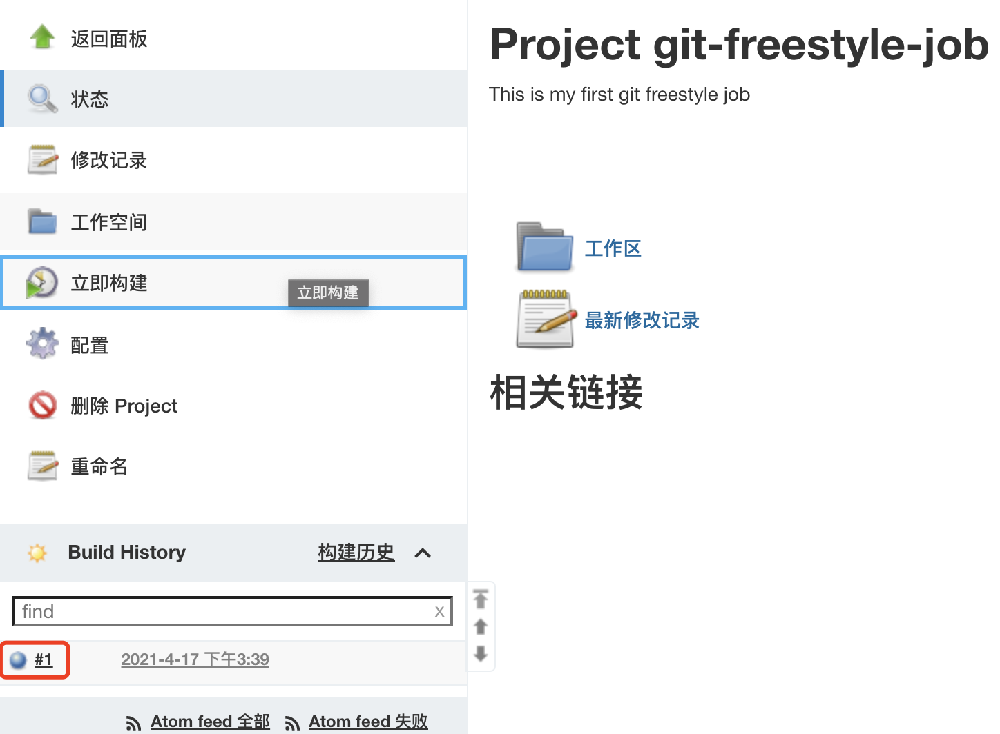 返回面板
状态
修改记录
工作空间
立即构建
立即构建
配置
删除 Project
重命名
Build History 构建历史
find x
#1 2021-4-17 下午3:39
Atom feed 全部 Atom feed 失败
Project git-freestyle-job
This is my first git freestyle job
工作区
最新修改记录
相关链接